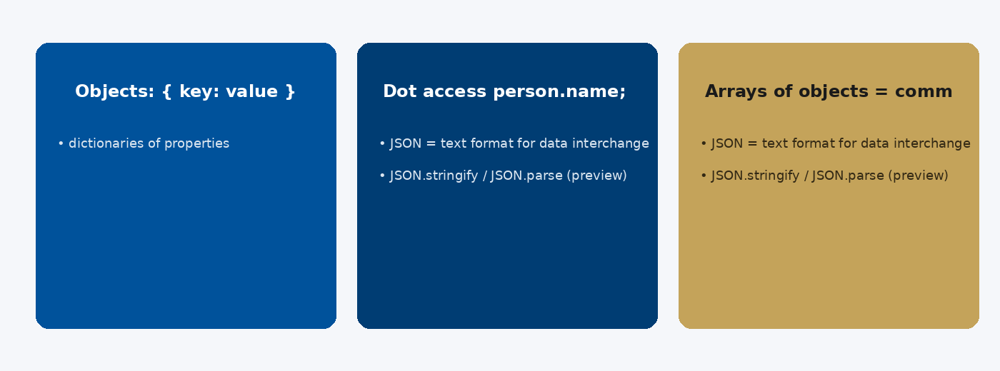 Objects: { key: value }
• dictionaries of properties
Dot access person.name;
• JSON = text format for data interchange
• JSON.stringify / JSON.parse (preview)
Arrays of objects = comm
• JSON = text format for data interchange
• JSON.stringify / JSON.parse (preview)